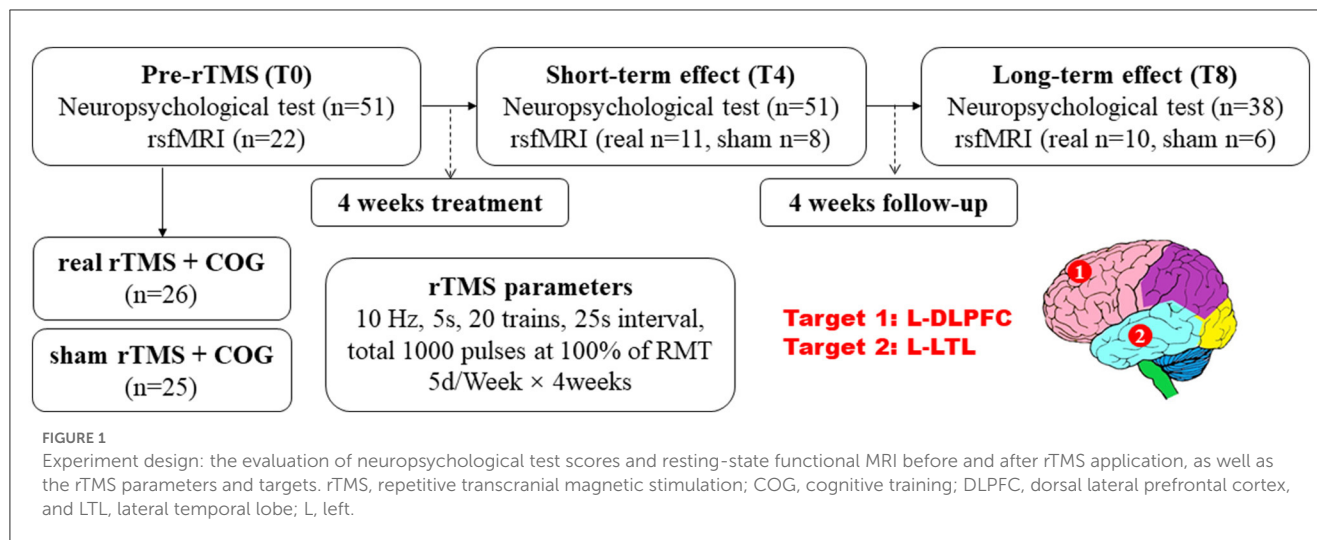 Pre-rTMS (T0)
Neuropsychological test (n=51)
rsfMRI (n=22)
Short-term effect (T4)
Neuropsychological test (n=51)
rsfMRI (real n=11, sham n=8)
Long-term effect (T8)
Neuropsychological test (n=38)
rsfMRI (real n=10, sham n=6)
4 weeks treatment
4 weeks follow-up
real rTMS + COG
(n=26)
sham rTMS + COG
(n=25)
rTMS parameters
10 Hz, 5s, 20 trains, 25s interval,
total 1000 pulses at 100% of RMT
5d/Week × 4weeks
Target 1: L-DLPFC
Target 2: L-LTL
1
2
FIGURE 1
Experiment design: the evaluation of neuropsychological test scores and resting-state functional MRI before and after rTMS application, as well as
the rTMS parameters and targets. rTMS, repetitive transcranial magnetic stimulation; COG, cognitive training; DLPFC, dorsal lateral prefrontal cortex,
and LTL, lateral temporal lobe; L, left.